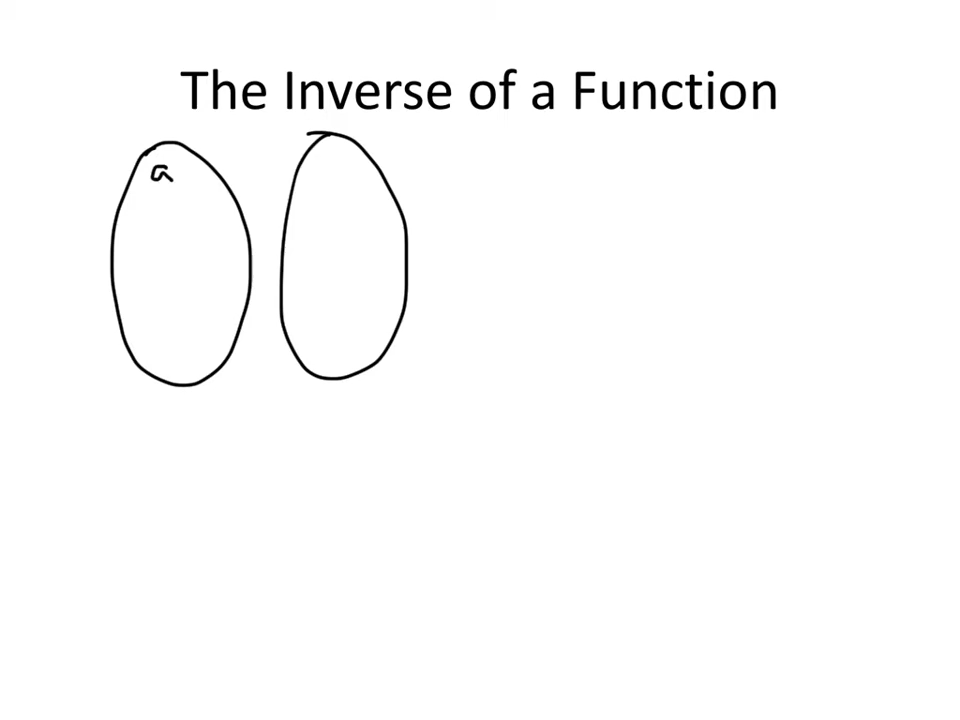 The Inverse of a Function
a